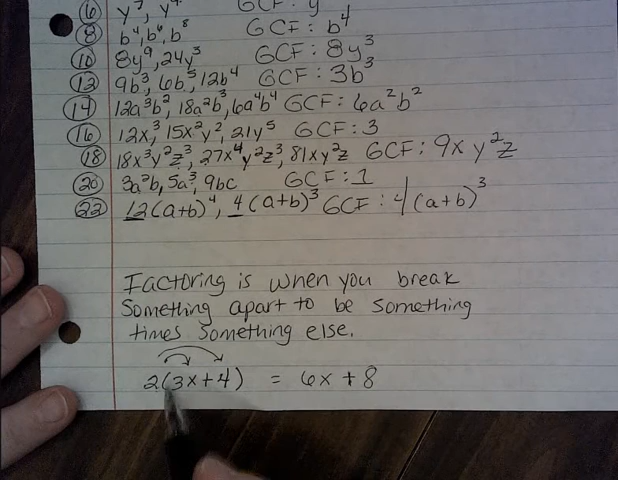 6 y⁷, y⁴ GCF: y
8 b⁴, b⁶, b⁸ GCF: b⁴
10 8y⁹, 24y³ GCF: 8y³
12 9b³, 6b⁵, 12b⁴ GCF: 3b³
14 12a³b², 18a²b³, 6a⁴b⁴ GCF: 6a²b²
16 12x³, 15x²y², 21y⁵ GCF: 3
18 18x³y²z³, 27x⁴y²z³, 81xy²z GCF: 9xy²z
20 3a²b, 5a³, 9bc GCF: 1
22 12(a+b)⁴, 4(a+b)³ GCF: 4(a+b)³
Factoring is when you break
something apart to be something
times something else.
2(3x+4) = 6x + 8